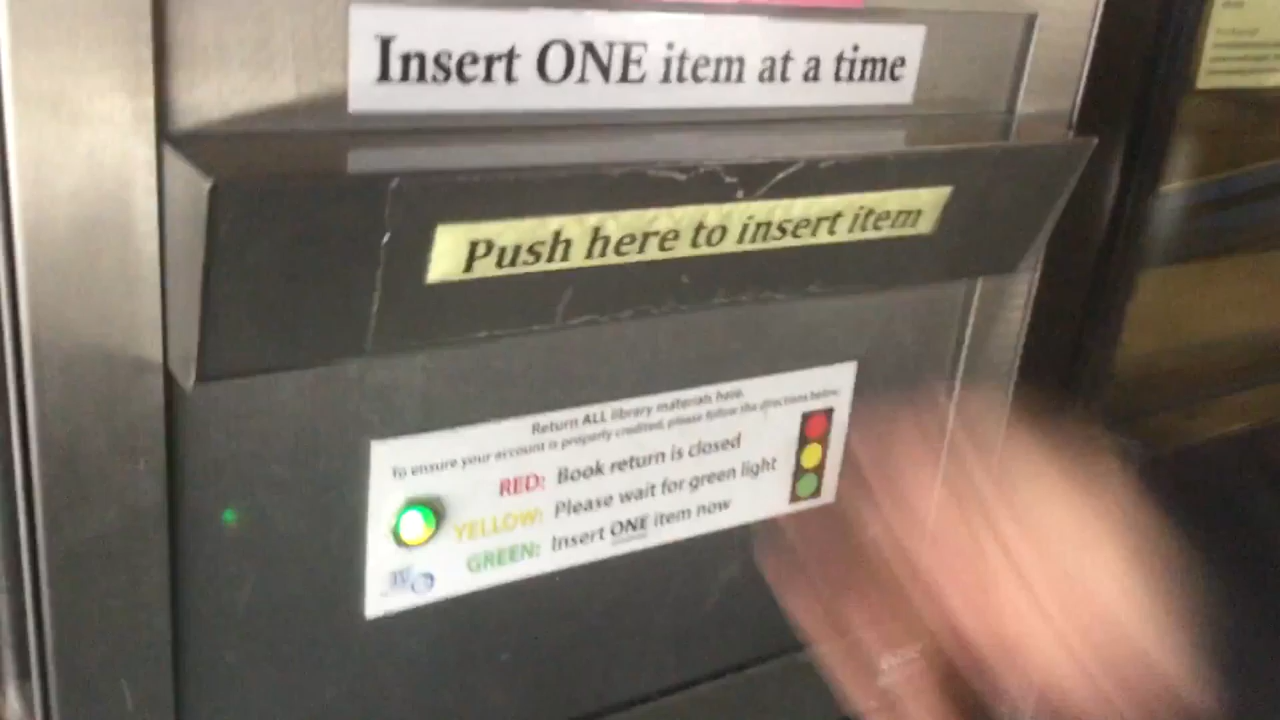 Insert ONE item at a time
Push here to insert item
Return ALL library materials here.
To ensure your account is properly credited, please follow the directions below.
RED: Book return is closed
YELLOW: Please wait for green light
GREEN: Insert ONE item now